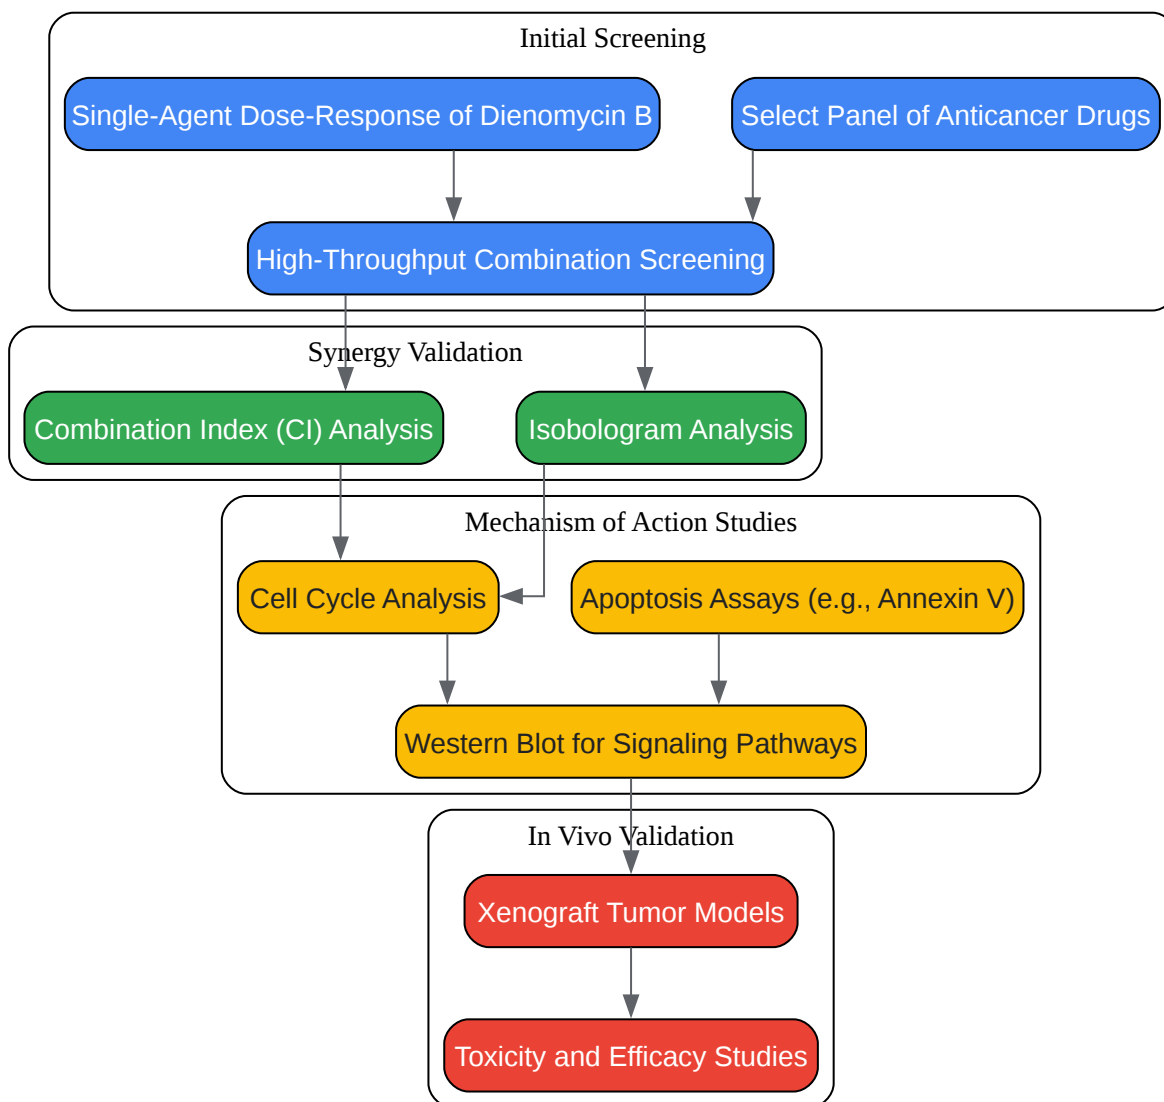 Initial Screening
Single-Agent Dose-Response of Dienomycin B
Select Panel of Anticancer Drugs
High-Throughput Combination Screening
Synergy Validation
Combination Index (CI) Analysis
Isobologram Analysis
Mechanism of Action Studies
Cell Cycle Analysis
Apoptosis Assays (e.g., Annexin V)
Western Blot for Signaling Pathways
In Vivo Validation
Xenograft Tumor Models
Toxicity and Efficacy Studies